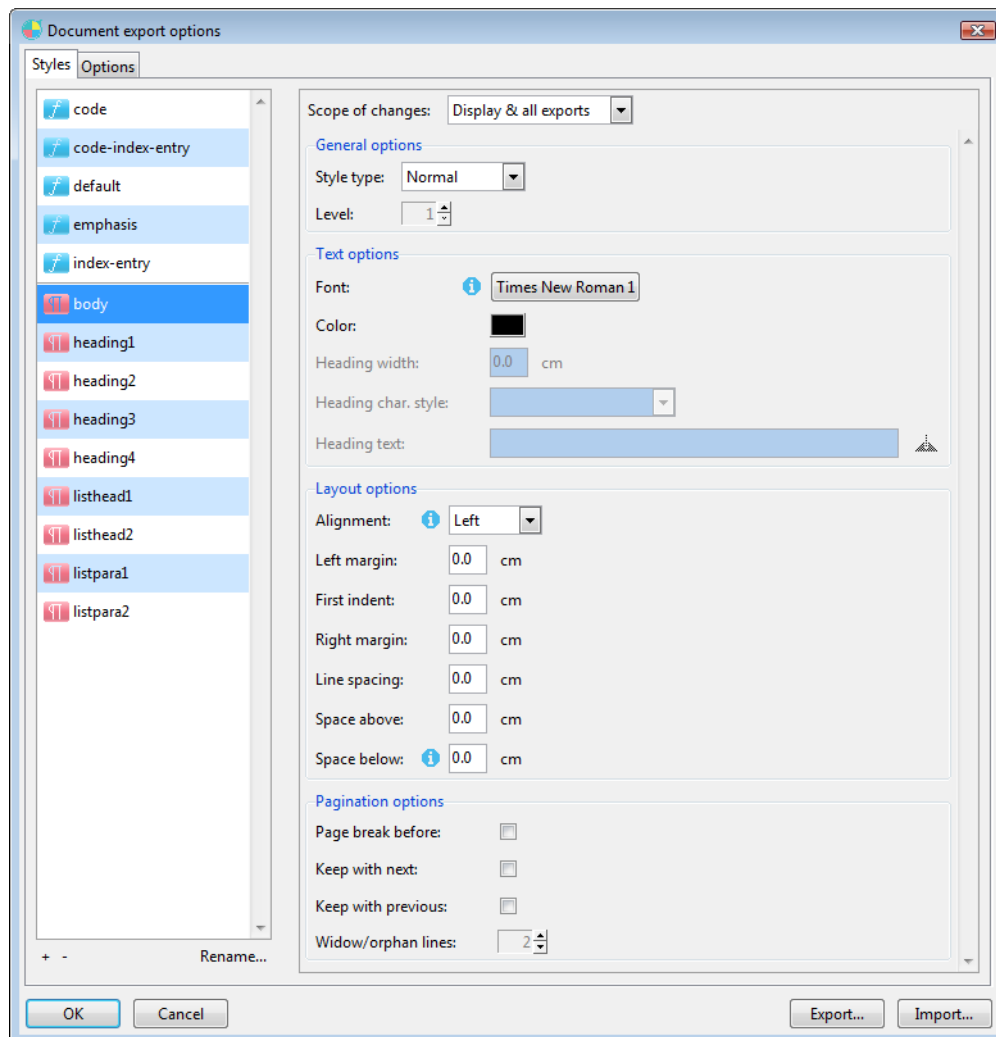 Document export options
Styles Options
code
code-index-entry
default
emphasis
index-entry
body
heading1
heading2
heading3
heading4
listhead1
listhead2
listpara1
listpara2
+ - Rename...
Scope of changes: Display & all exports
General options
Style type: Normal
Level: 1
Text options
Font: Times New Roman 1
Color:
Heading width: 0.0 cm
Heading char. style:
Heading text:
Layout options
Alignment: Left
Left margin: 0.0 cm
First indent: 0.0 cm
Right margin: 0.0 cm
Line spacing: 0.0 cm
Space above: 0.0 cm
Space below: 0.0 cm
Pagination options
Page break before:
Keep with next:
Keep with previous:
Widow/orphan lines: 2
OK Cancel Export... Import...